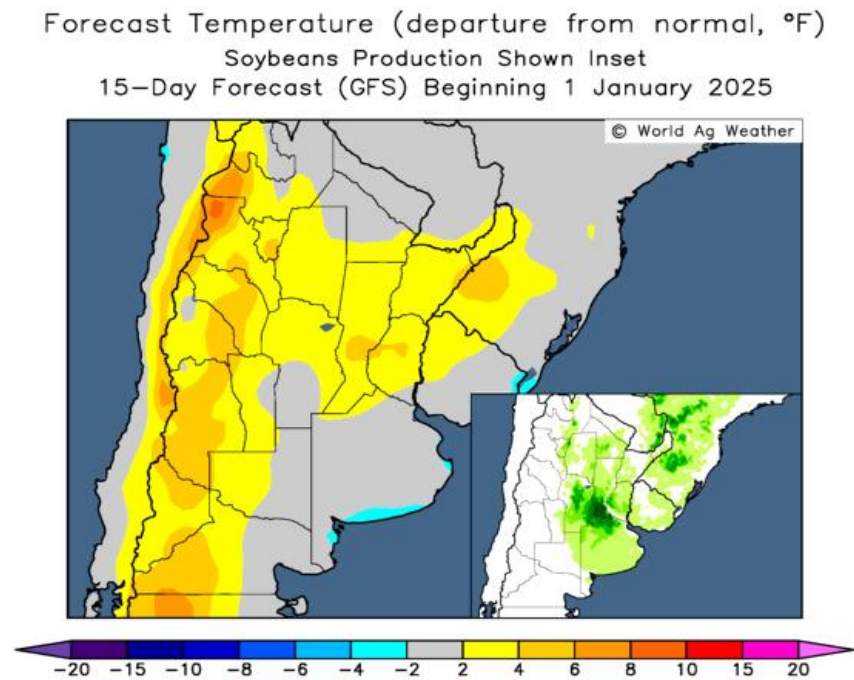 Forecast Temperature (departure from normal, °F)
Soybeans Production Shown Inset
15-Day Forecast (GFS) Beginning 1 January 2025
© World Ag Weather
-20 -15 -10 -8 -6 -4 -2 2 4 6 8 10 15 20